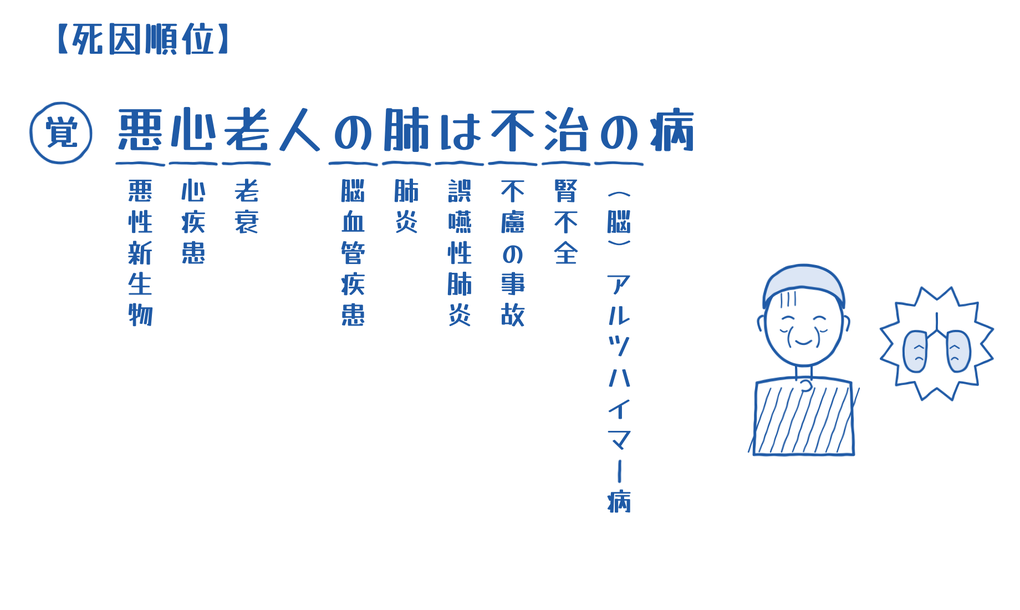 【死因順位】
覚 悪心老人の肺は不治の病
悪性新生物
心疾患
老衰
脳血管疾患
肺炎
誤嚥性肺炎
不慮の事故
腎不全
（脳）アルツハイマー病